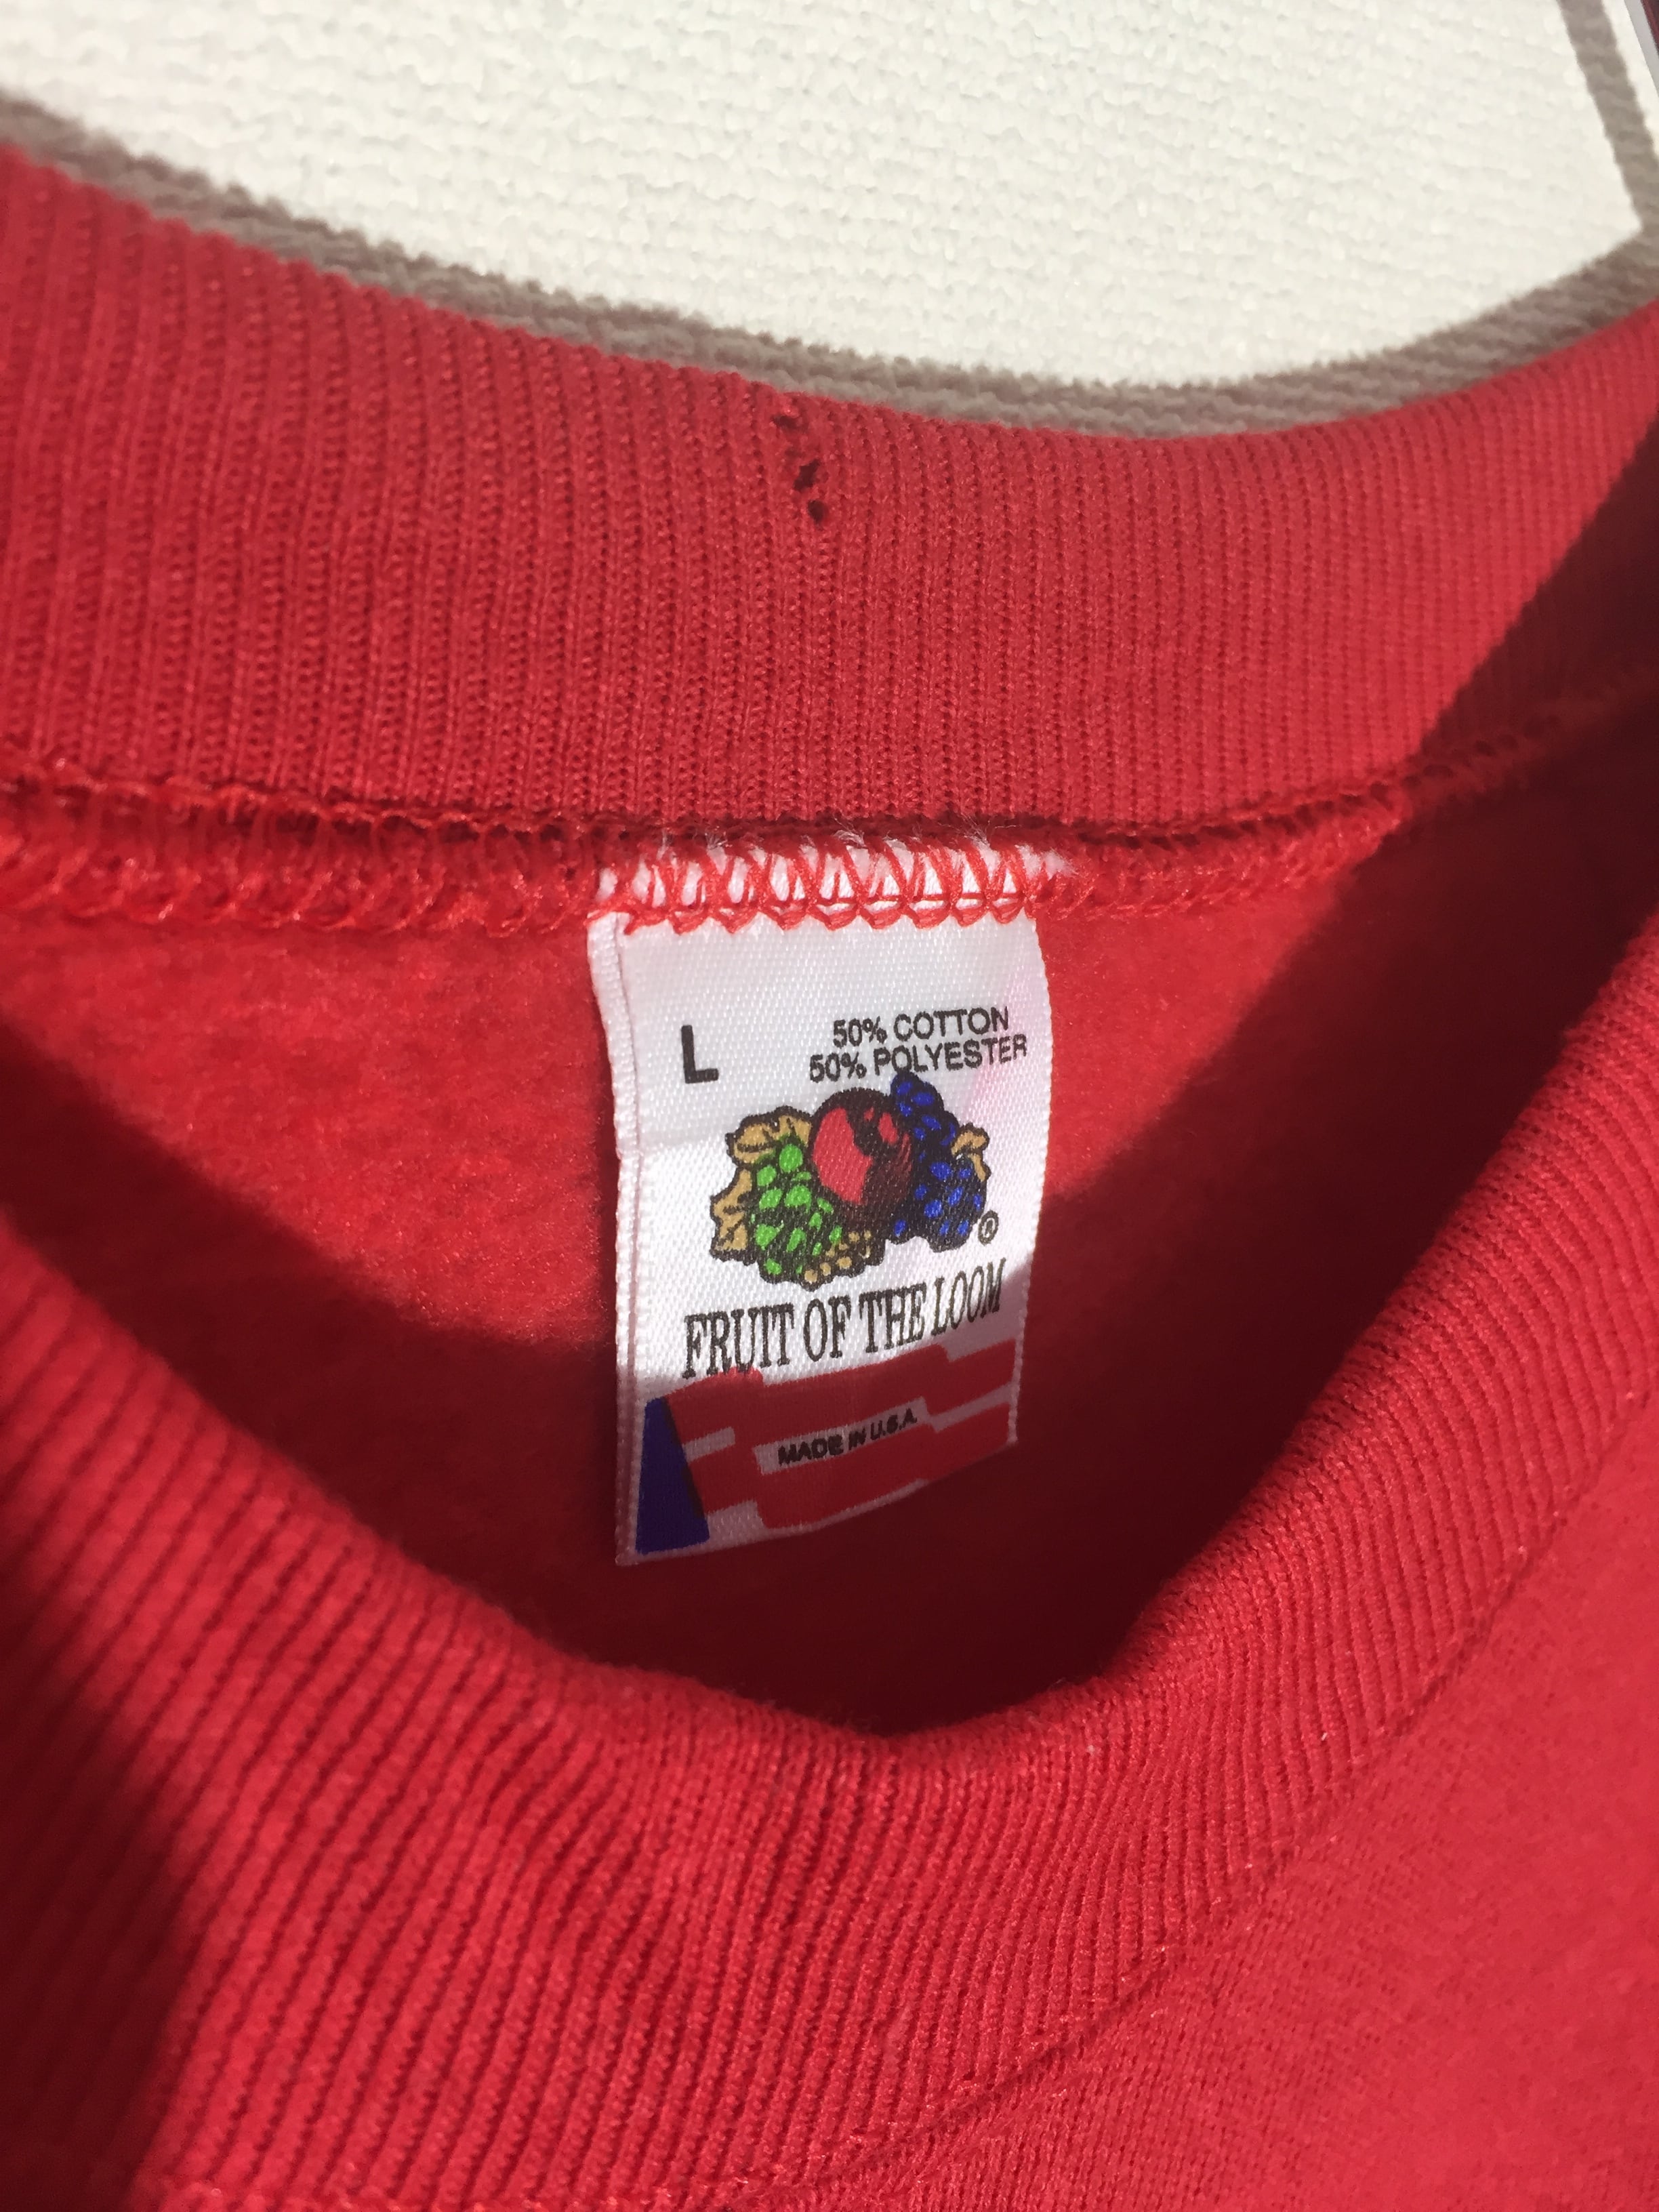 L
50% COTTON
50% POLYESTER
®
FRUIT OF THE LOOM
MADE IN U.S.A.